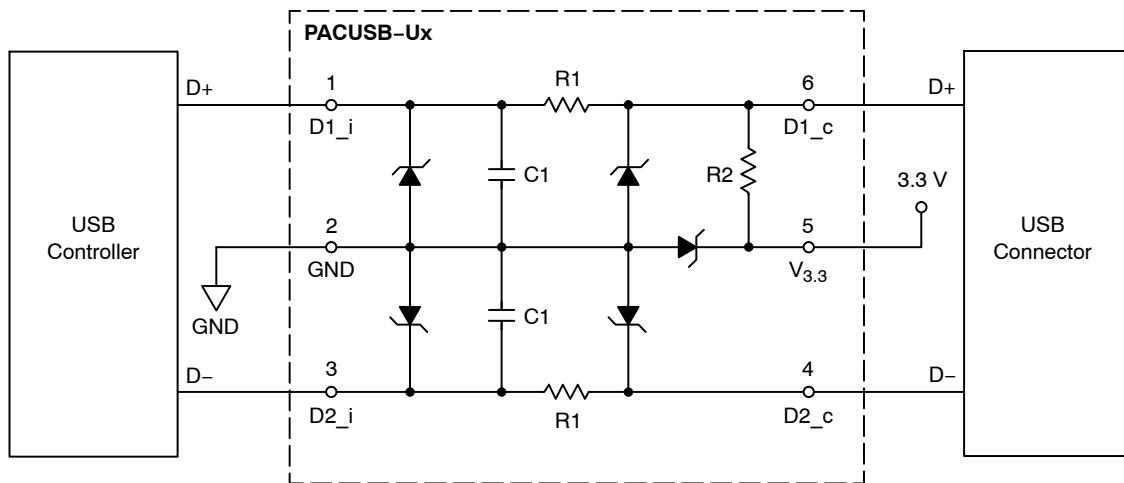 PACUSB–Ux
D+
1
D1_i
R1
6
D1_c
D+
C1
R2
3.3 V
USB
Controller
2
GND
5
V3.3
USB
Connector
GND
C1
D–
3
D2_i
R1
4
D2_c
D–